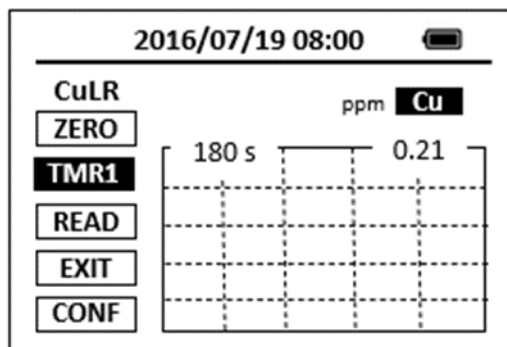 2016/07/19 08:00
CuLR
ppm Cu
ZERO
180 s 0.21
TMR1
READ
EXIT
CONF